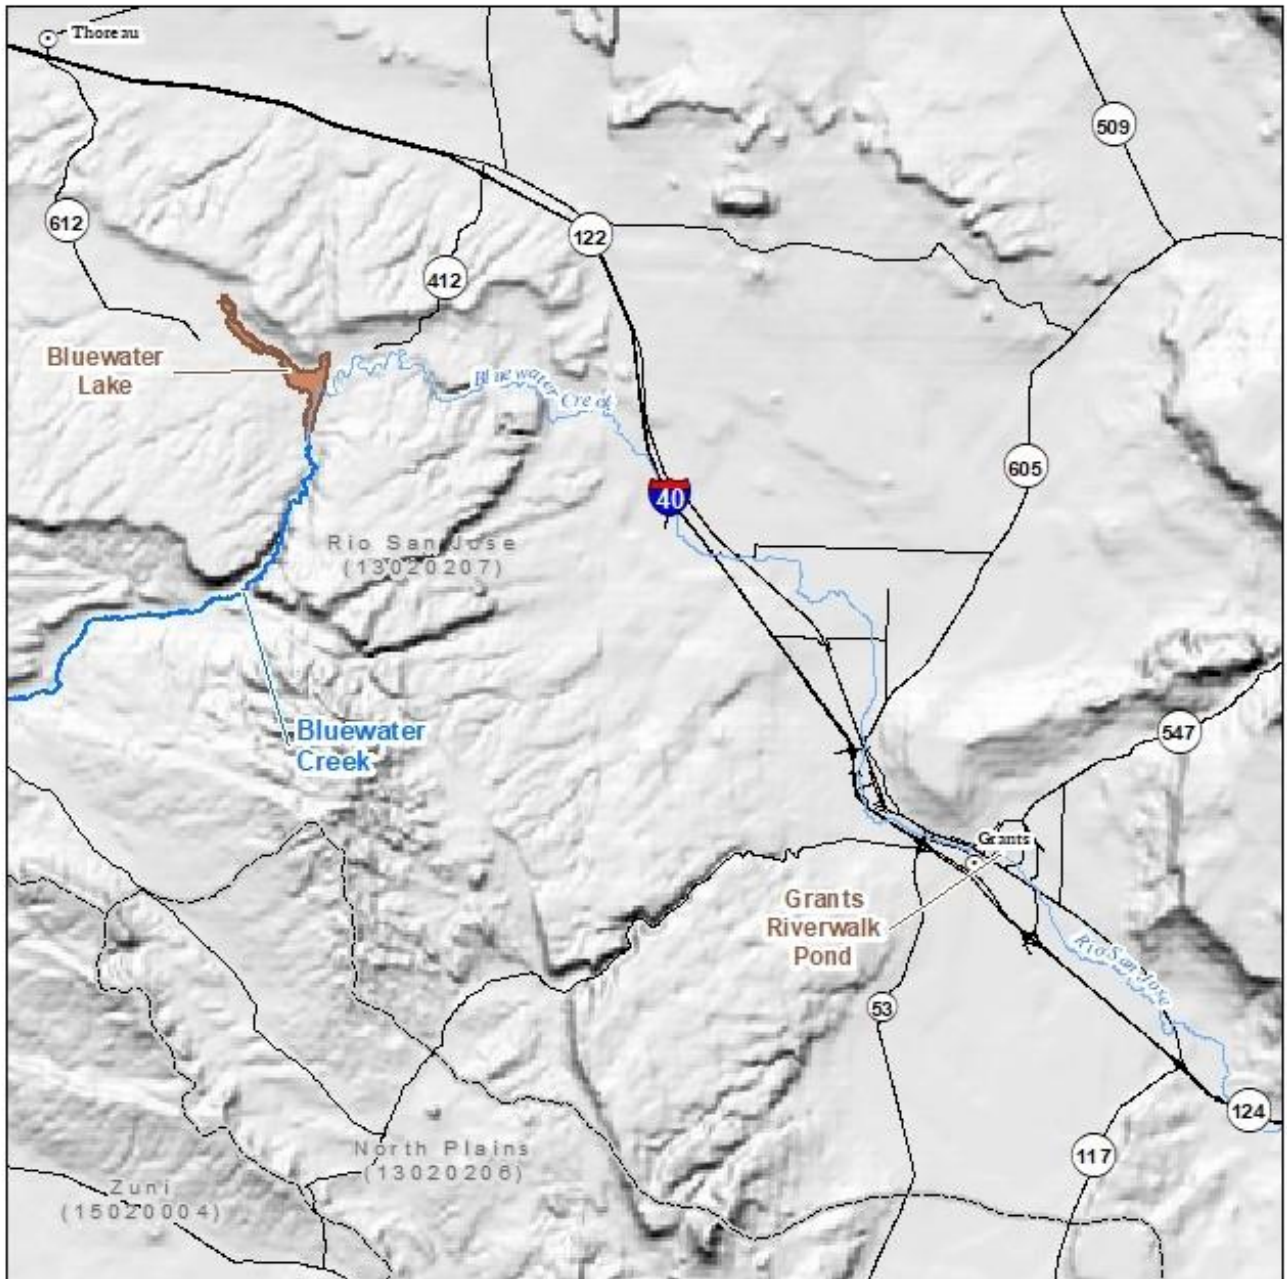 Thoreau
509
612
122
412
Bluewater
Lake
Bluewater Creek
605
40
Rio San Jose
(13020207)
Bluewater
Creek
547
Grants
Grants
Riverwalk
Pond
Rio San Jose
53
124
North Plains
(13020206)
117
Zuni
(15020004)